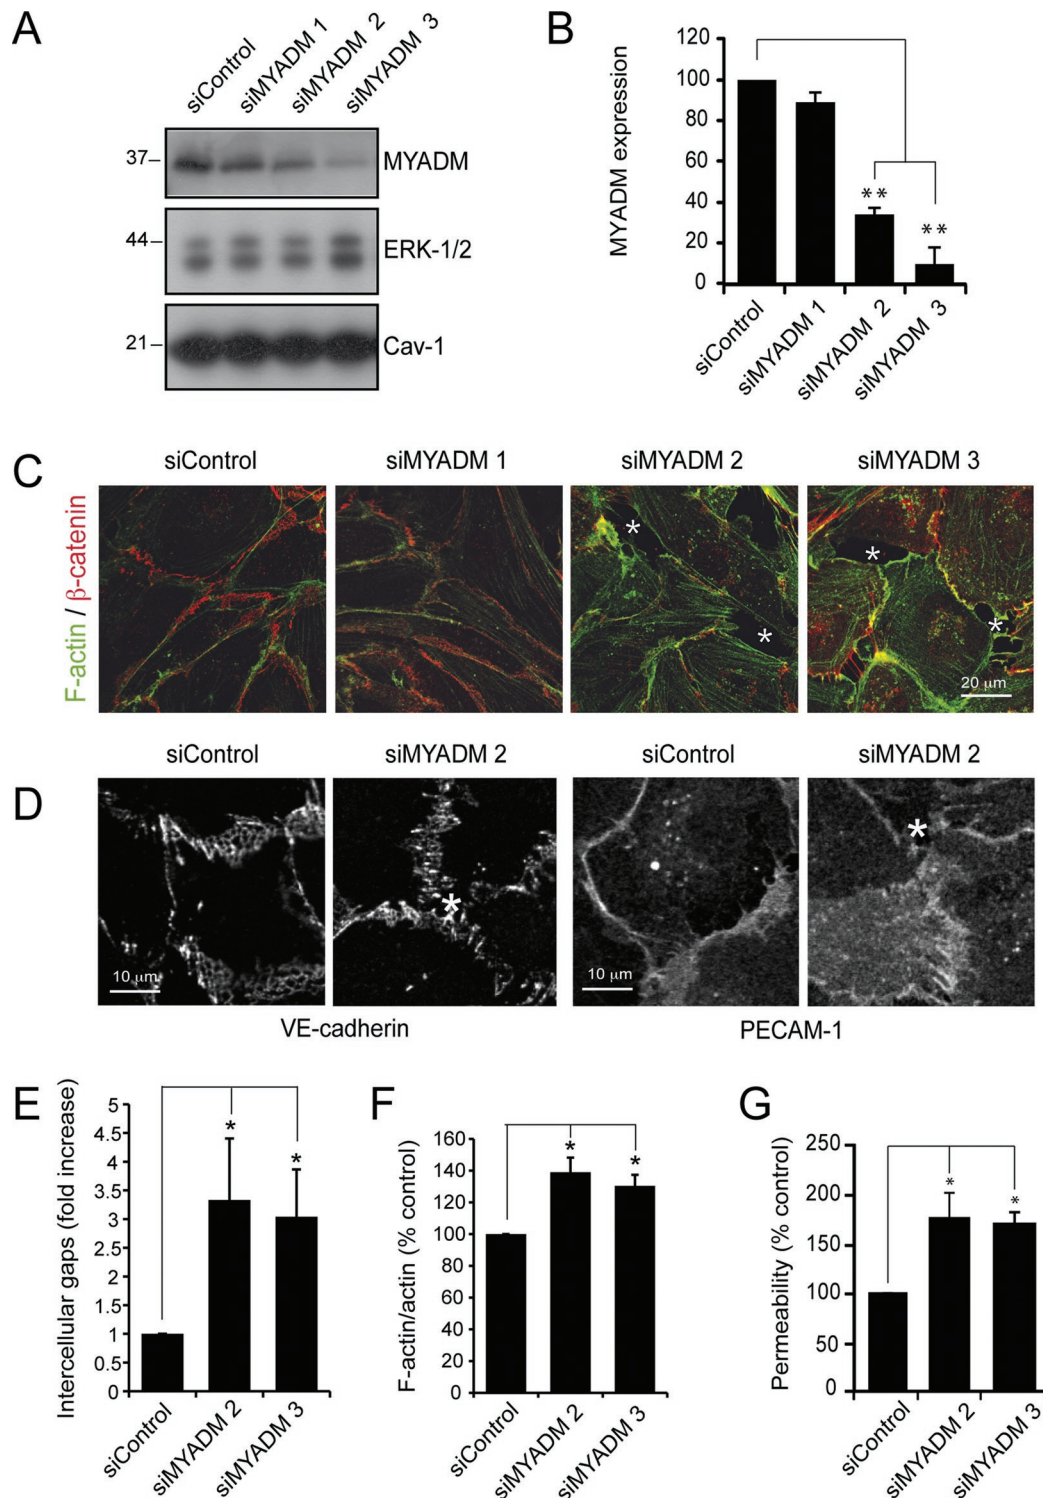 A
siControl
siMYADM 1
siMYADM 2
siMYADM 3
37
MYADM
44
ERK-1/2
21
Cav-1
B
MYADM expression
120
100
80
60
40
20
0
**
**
siControl
siMYADM 1
siMYADM 2
siMYADM 3
C
siControl
siMYADM 1
siMYADM 2
siMYADM 3
F-actin / β-catenin
*
*
*
*
20 μm
D
siControl
siMYADM 2
siControl
siMYADM 2
*
*
10 μm
10 μm
VE-cadherin
PECAM-1
E
Intercellular gaps (fold increase)
5
4.5
4
3.5
3
2.5
2
1.5
1
0.5
0
*
*
siControl
siMYADM 2
siMYADM 3
F
F-actin/actin (% control)
160
140
120
100
80
60
40
20
0
*
*
siControl
siMYADM 2
siMYADM 3
G
Permeability (% control)
250
200
150
100
50
0
*
*
siControl
siMYADM 2
siMYADM 3